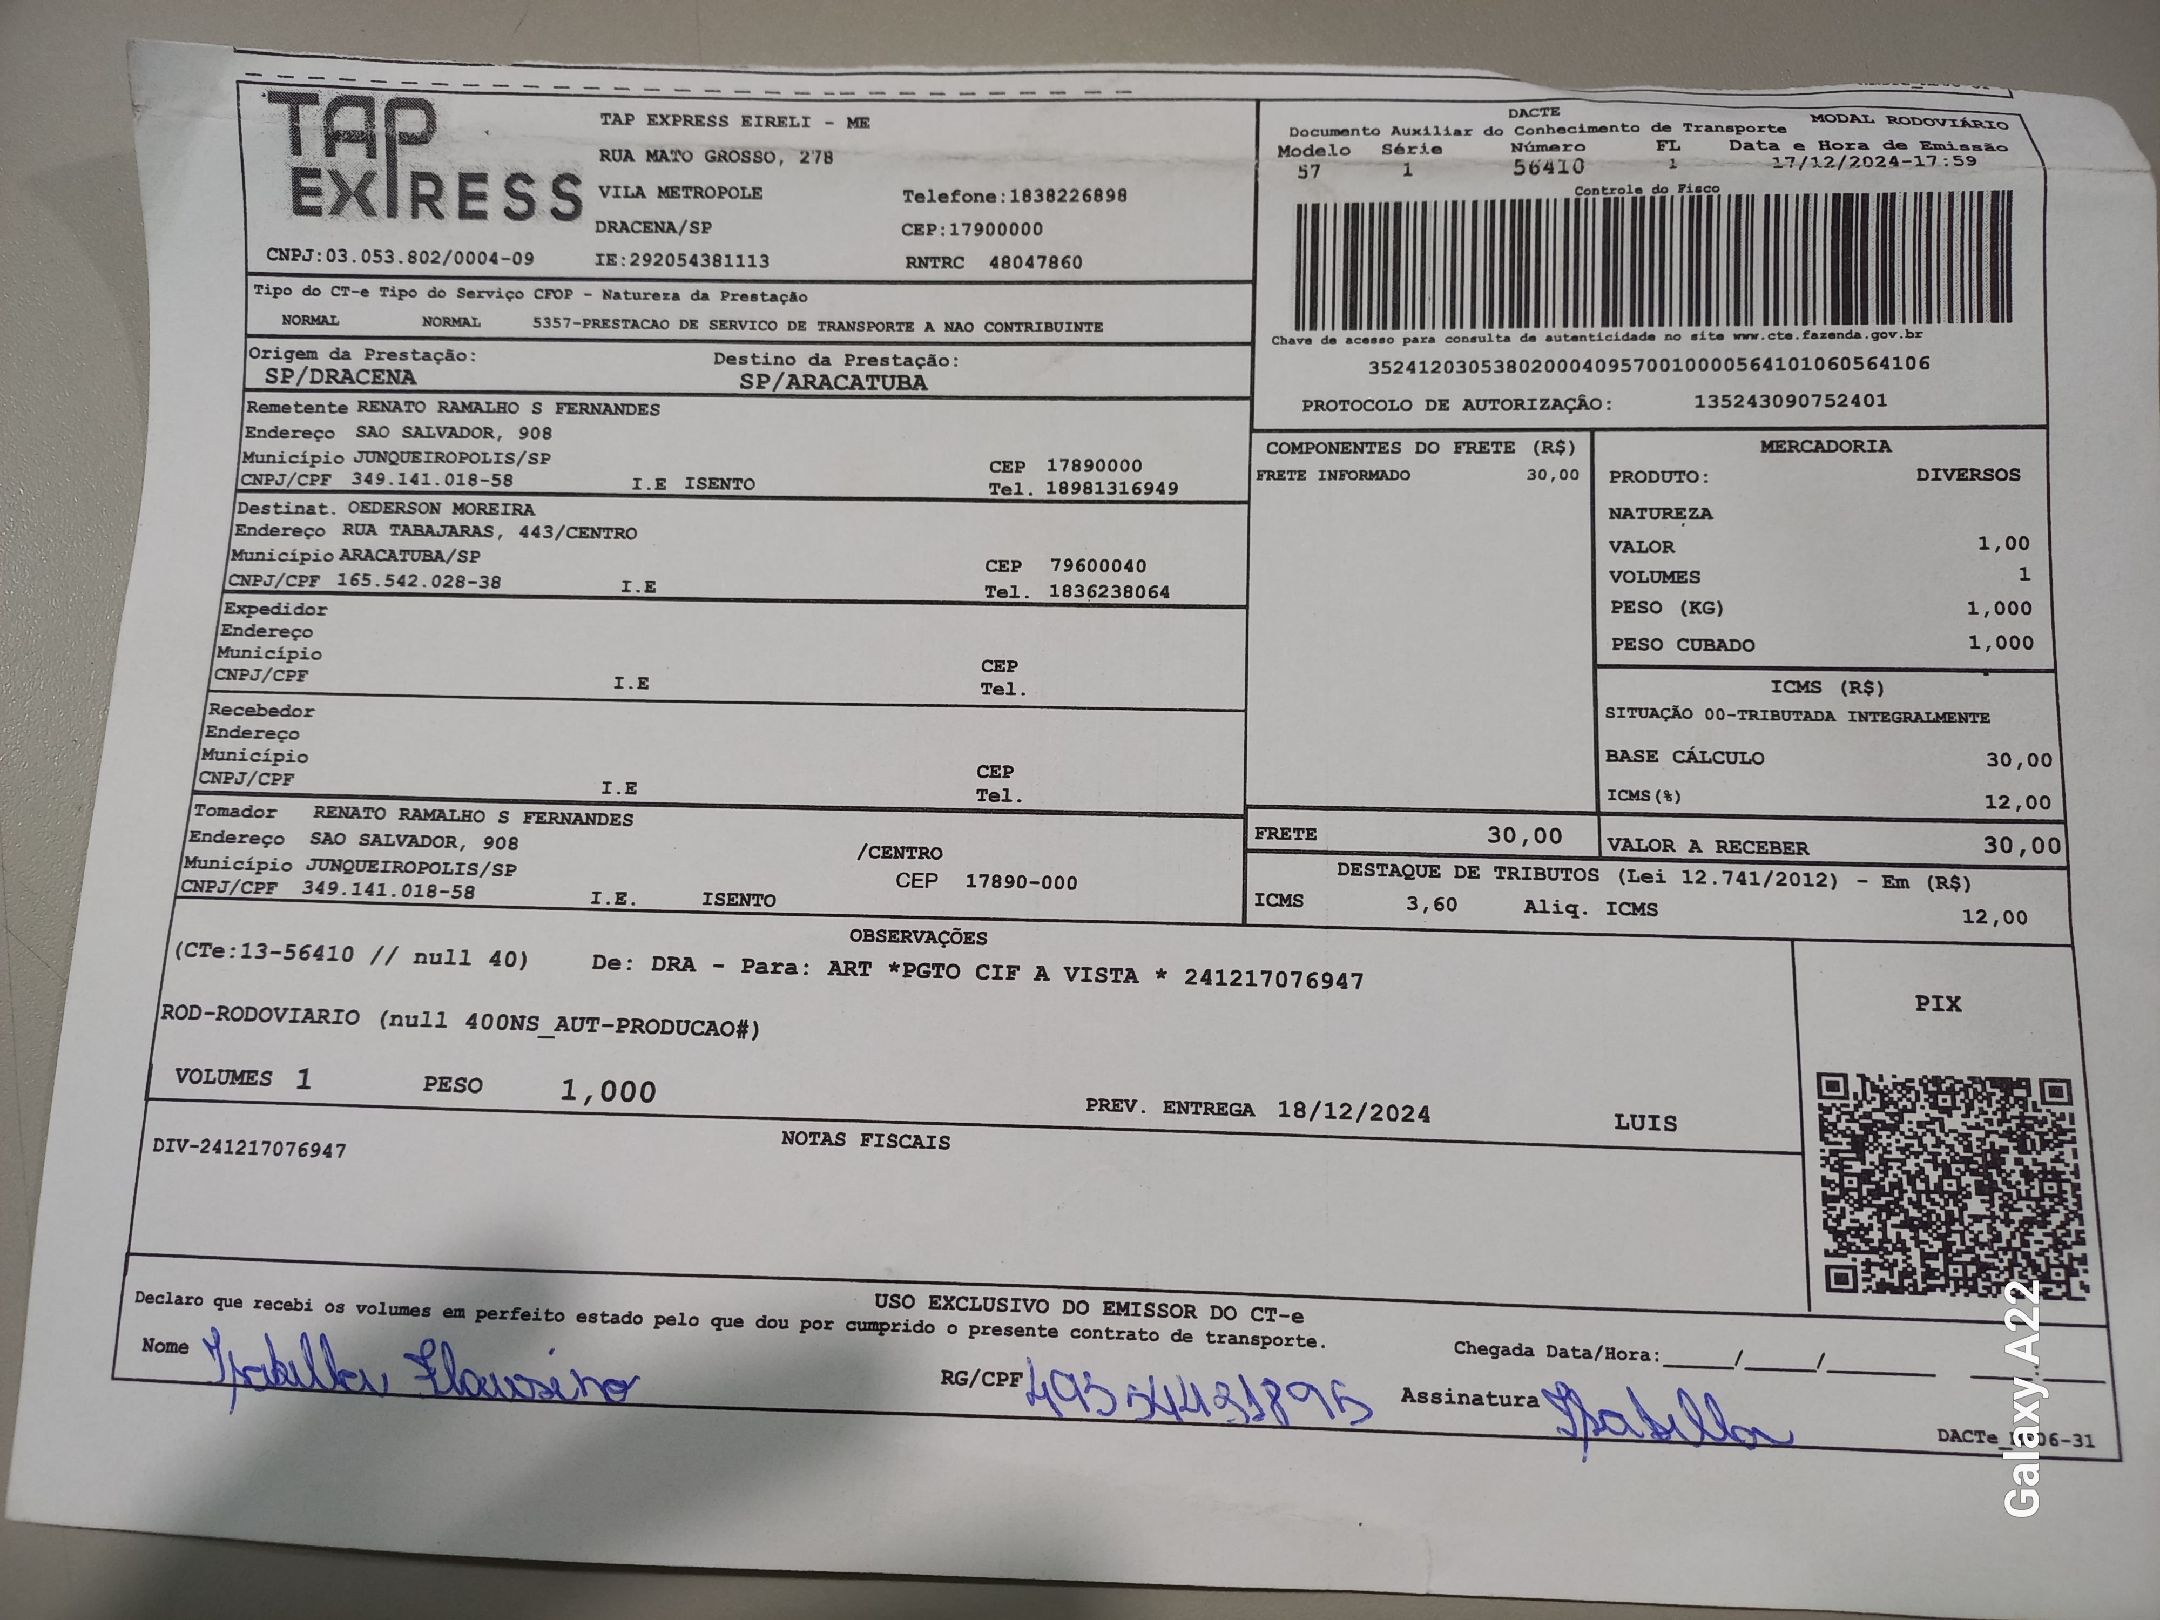 TAP
EXPRESS
TAP EXPRESS EIRELI - ME
RUA MATO GROSSO, 278
VILA METROPOLE Telefone:1838226898
DRACENA/SP CEP:17900000
CNPJ:03.053.802/0004-09 IE:292054381113 RNTRC 48047860
DACTE
Documento Auxiliar do Conhecimento de Transporte MODAL RODOVIÁRIO
Modelo Série Número FL Data e Hora de Emissão
57 1 56410 1 17/12/2024-17:59
Controle do Fisco
Chave de acesso para consulta de autenticidade no site www.cte.fazenda.gov.br
35241203053802000409570010000564101060564106
PROTOCOLO DE AUTORIZAÇÂO: 135243090752401
Tipo do CT-e Tipo do Serviço CFOP - Natureza da Prestação
NORMAL NORMAL 5357-PRESTACAO DE SERVICO DE TRANSPORTE A NAO CONTRIBUINTE
Origem da Prestação: Destino da Prestação:
SP/DRACENA SP/ARACATUBA
Remetente RENATO RAMALHO S FERNANDES
Endereço SAO SALVADOR, 908
Município JUNQUEIROPOLIS/SP CEP 17890000
CNPJ/CPF 349.141.018-58 I.E ISENTO Tel. 18981316949
Destinat. OEDERSON MOREIRA
Endereço RUA TABAJARAS, 443/CENTRO
Município ARACATUBA/SP CEP 79600040
CNPJ/CPF 165.542.028-38 I.E Tel. 1836238064
Expedidor
Endereço
Município CEP
CNPJ/CPF I.E Tel.
Recebedor
Endereço
Município CEP
CNPJ/CPF I.E Tel.
Tomador RENATO RAMALHO S FERNANDES
Endereço SAO SALVADOR, 908 /CENTRO
Município JUNQUEIROPOLIS/SP CEP 17890-000
CNPJ/CPF 349.141.018-58 I.E. ISENTO
COMPONENTES DO FRETE (R$)
FRETE INFORMADO 30,00
MERCADORIA
PRODUTO: DIVERSOS
NATUREZA
VALOR 1,00
VOLUMES 1
PESO (KG) 1,000
PESO CUBADO 1,000
ICMS (R$)
SITUAÇÃO 00-TRIBUTADA INTEGRALMENTE
BASE CÁLCULO 30,00
ICMS(%) 12,00
FRETE 30,00 VALOR A RECEBER 30,00
DESTAQUE DE TRIBUTOS (Lei 12.741/2012) - Em (R$)
ICMS 3,60 Aliq. ICMS 12,00
OBSERVAÇÕES
(CTe:13-56410 // null 40) De: DRA - Para: ART *PGTO CIF A VISTA * 241217076947
ROD-RODOVIARIO (null 400NS_AUT-PRODUCAO#)
VOLUMES 1 PESO 1,000 PREV. ENTREGA 18/12/2024 LUIS
PIX
NOTAS FISCAIS
DIV-241217076947
USO EXCLUSIVO DO EMISSOR DO CT-e
Declaro que recebi os volumes em perfeito estado pelo que dou por cumprido o presente contrato de transporte.
Nome Isabella Flausino RG/CPF Assinatura Isabella Chegada Data/Hora:_____/_____/_______ ______
DACTe
06-31
Galaxy A22